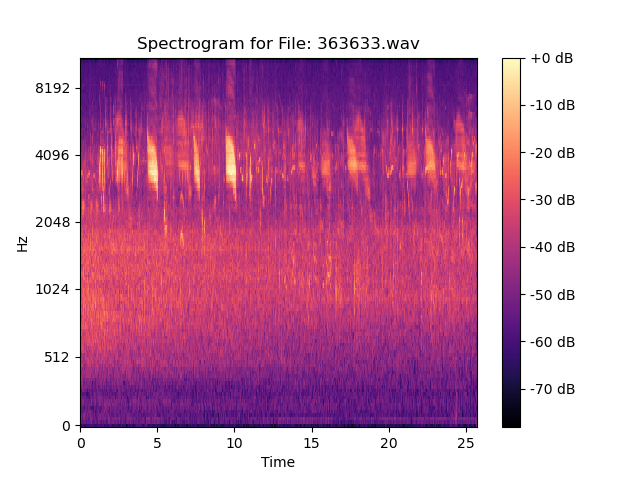 Spectrogram for File: 363633.wav
+0 dB
8192
-10 dB
4096
-20 dB
-30 dB
2048
Hz
-40 dB
1024
-50 dB
512
-60 dB
-70 dB
0
0 5 10 15 20 25
Time